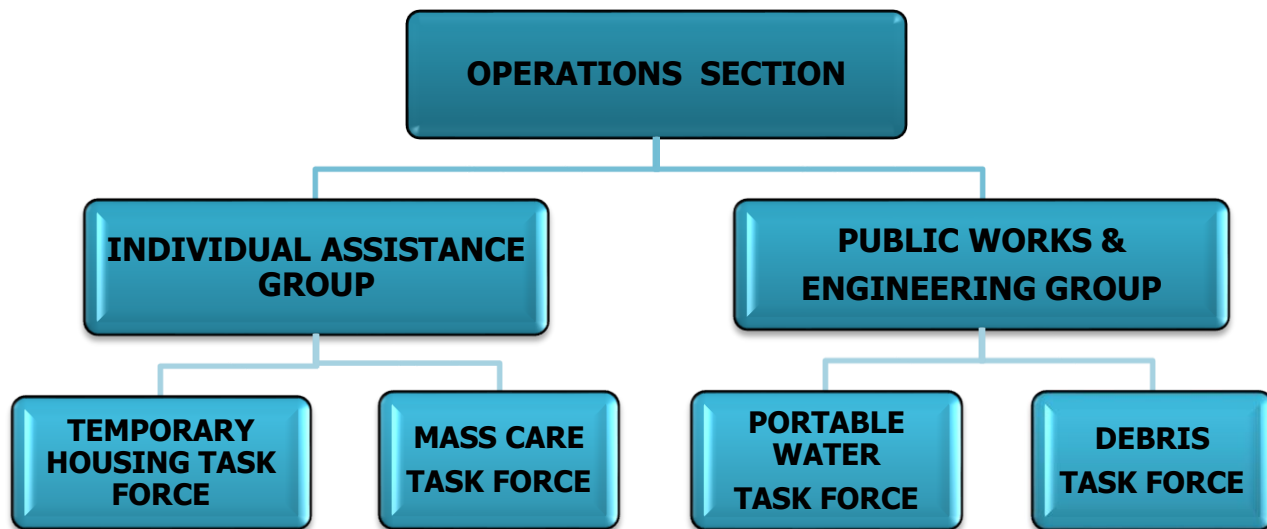 OPERATIONS SECTION
INDIVIDUAL ASSISTANCE
GROUP
PUBLIC WORKS &
ENGINEERING GROUP
TEMPORARY
HOUSING TASK
FORCE
MASS CARE
TASK FORCE
PORTABLE
WATER
TASK FORCE
DEBRIS
TASK FORCE